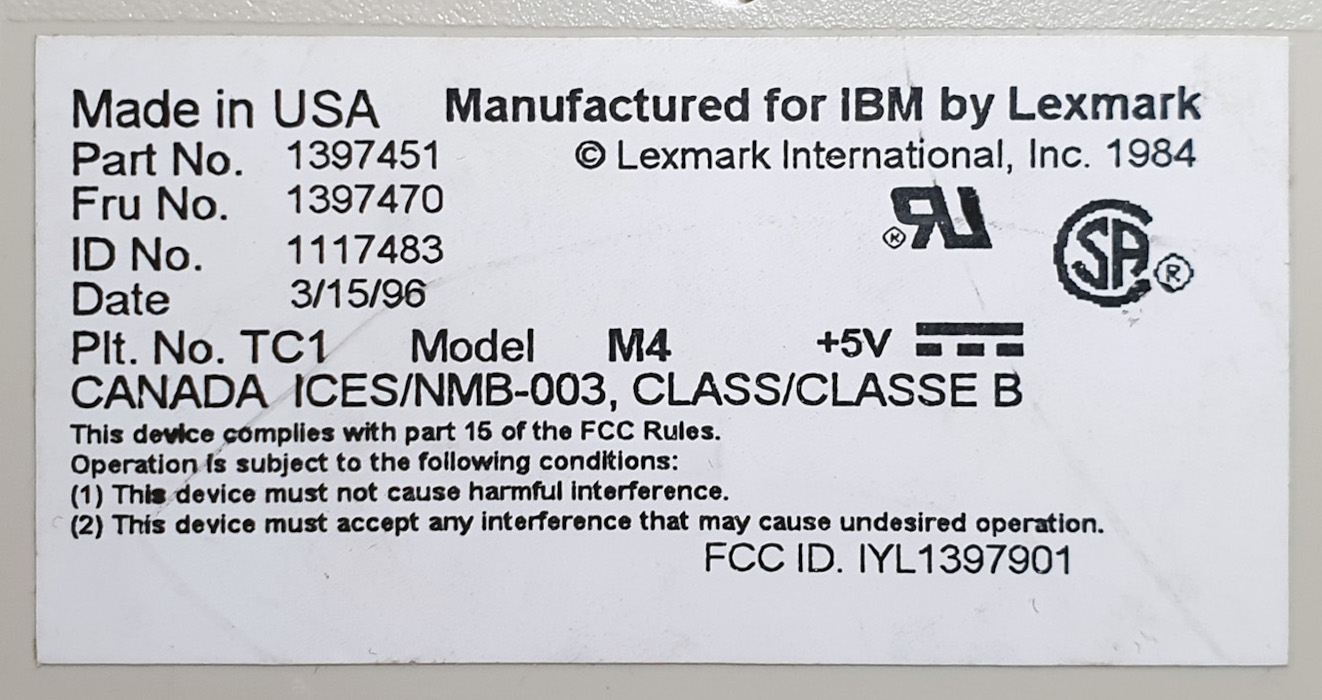 Made in USA Manufactured for IBM by Lexmark
Part No. 1397451 © Lexmark International, Inc. 1984
Fru No. 1397470
ID No. 1117483
Date 3/15/96
Plt. No. TC1 Model M4 +5V
CANADA ICES/NMB-003, CLASS/CLASSE B
This device complies with part 15 of the FCC Rules.
Operation is subject to the following conditions:
(1) This device must not cause harmful interference.
(2) This device must accept any interference that may cause undesired operation.
FCC ID. IYL1397901